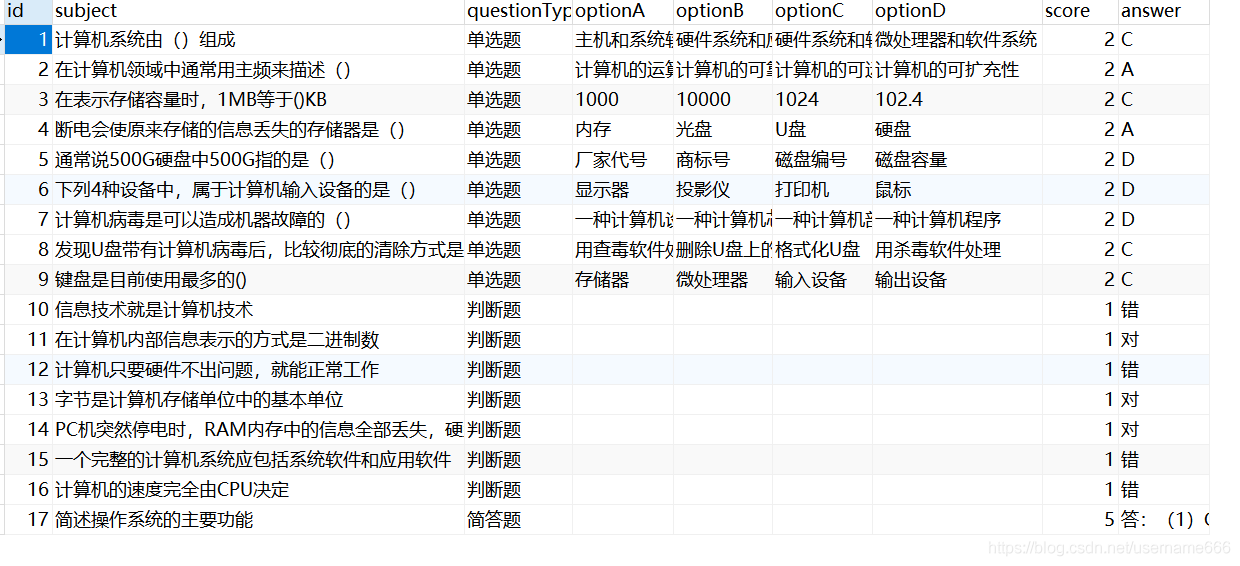 id subject questionTyp optionA optionB optionC optionD score answer
1 计算机系统由（）组成 单选题 主机和系统软 硬件系统和应 硬件系统和软 微处理器和软件系统 2 C
2 在计算机领域中通常用主频来描述（） 单选题 计算机的运算 计算机的可靠 计算机的可运 计算机的可扩充性 2 A
3 在表示存储容量时，1MB等于()KB 单选题 1000 10000 1024 102.4 2 C
4 断电会使原来存储的信息丢失的存储器是（） 单选题 内存 光盘 U盘 硬盘 2 A
5 通常说500G硬盘中500G指的是（） 单选题 厂家代号 商标号 磁盘编号 磁盘容量 2 D
6 下列4种设备中，属于计算机输入设备的是（） 单选题 显示器 投影仪 打印机 鼠标 2 D
7 计算机病毒是可以造成机器故障的（） 单选题 一种计算机设 一种计算机芯 一种计算机部 一种计算机程序 2 D
8 发现U盘带有计算机病毒后，比较彻底的清除方式是 单选题 用查毒软件处 删除U盘上的 格式化U盘 用杀毒软件处理 2 C
9 键盘是目前使用最多的() 单选题 存储器 微处理器 输入设备 输出设备 2 C
10 信息技术就是计算机技术 判断题 1 错
11 在计算机内部信息表示的方式是二进制数 判断题 1 对
12 计算机只要硬件不出问题，就能正常工作 判断题 1 错
13 字节是计算机存储单位中的基本单位 判断题 1 对
14 PC机突然停电时，RAM内存中的信息全部丢失，硬 判断题 1 对
15 一个完整的计算机系统应包括系统软件和应用软件 判断题 1 错
16 计算机的速度完全由CPU决定 判断题 1 错
17 简述操作系统的主要功能 简答题 5 答：（1）
https://blog.csdn.net/username666